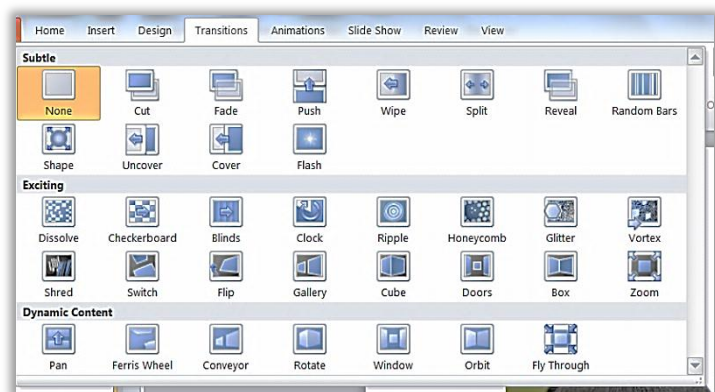 Home Insert Design Transitions Animations Slide Show Review View
Subtle
None Cut Fade Push Wipe Split Reveal Random Bars
Shape Uncover Cover Flash
Exciting
Dissolve Checkerboard Blinds Clock Ripple Honeycomb Glitter Vortex
Shred Switch Flip Gallery Cube Doors Box Zoom
Dynamic Content
Pan Ferris Wheel Conveyor Rotate Window Orbit Fly Through